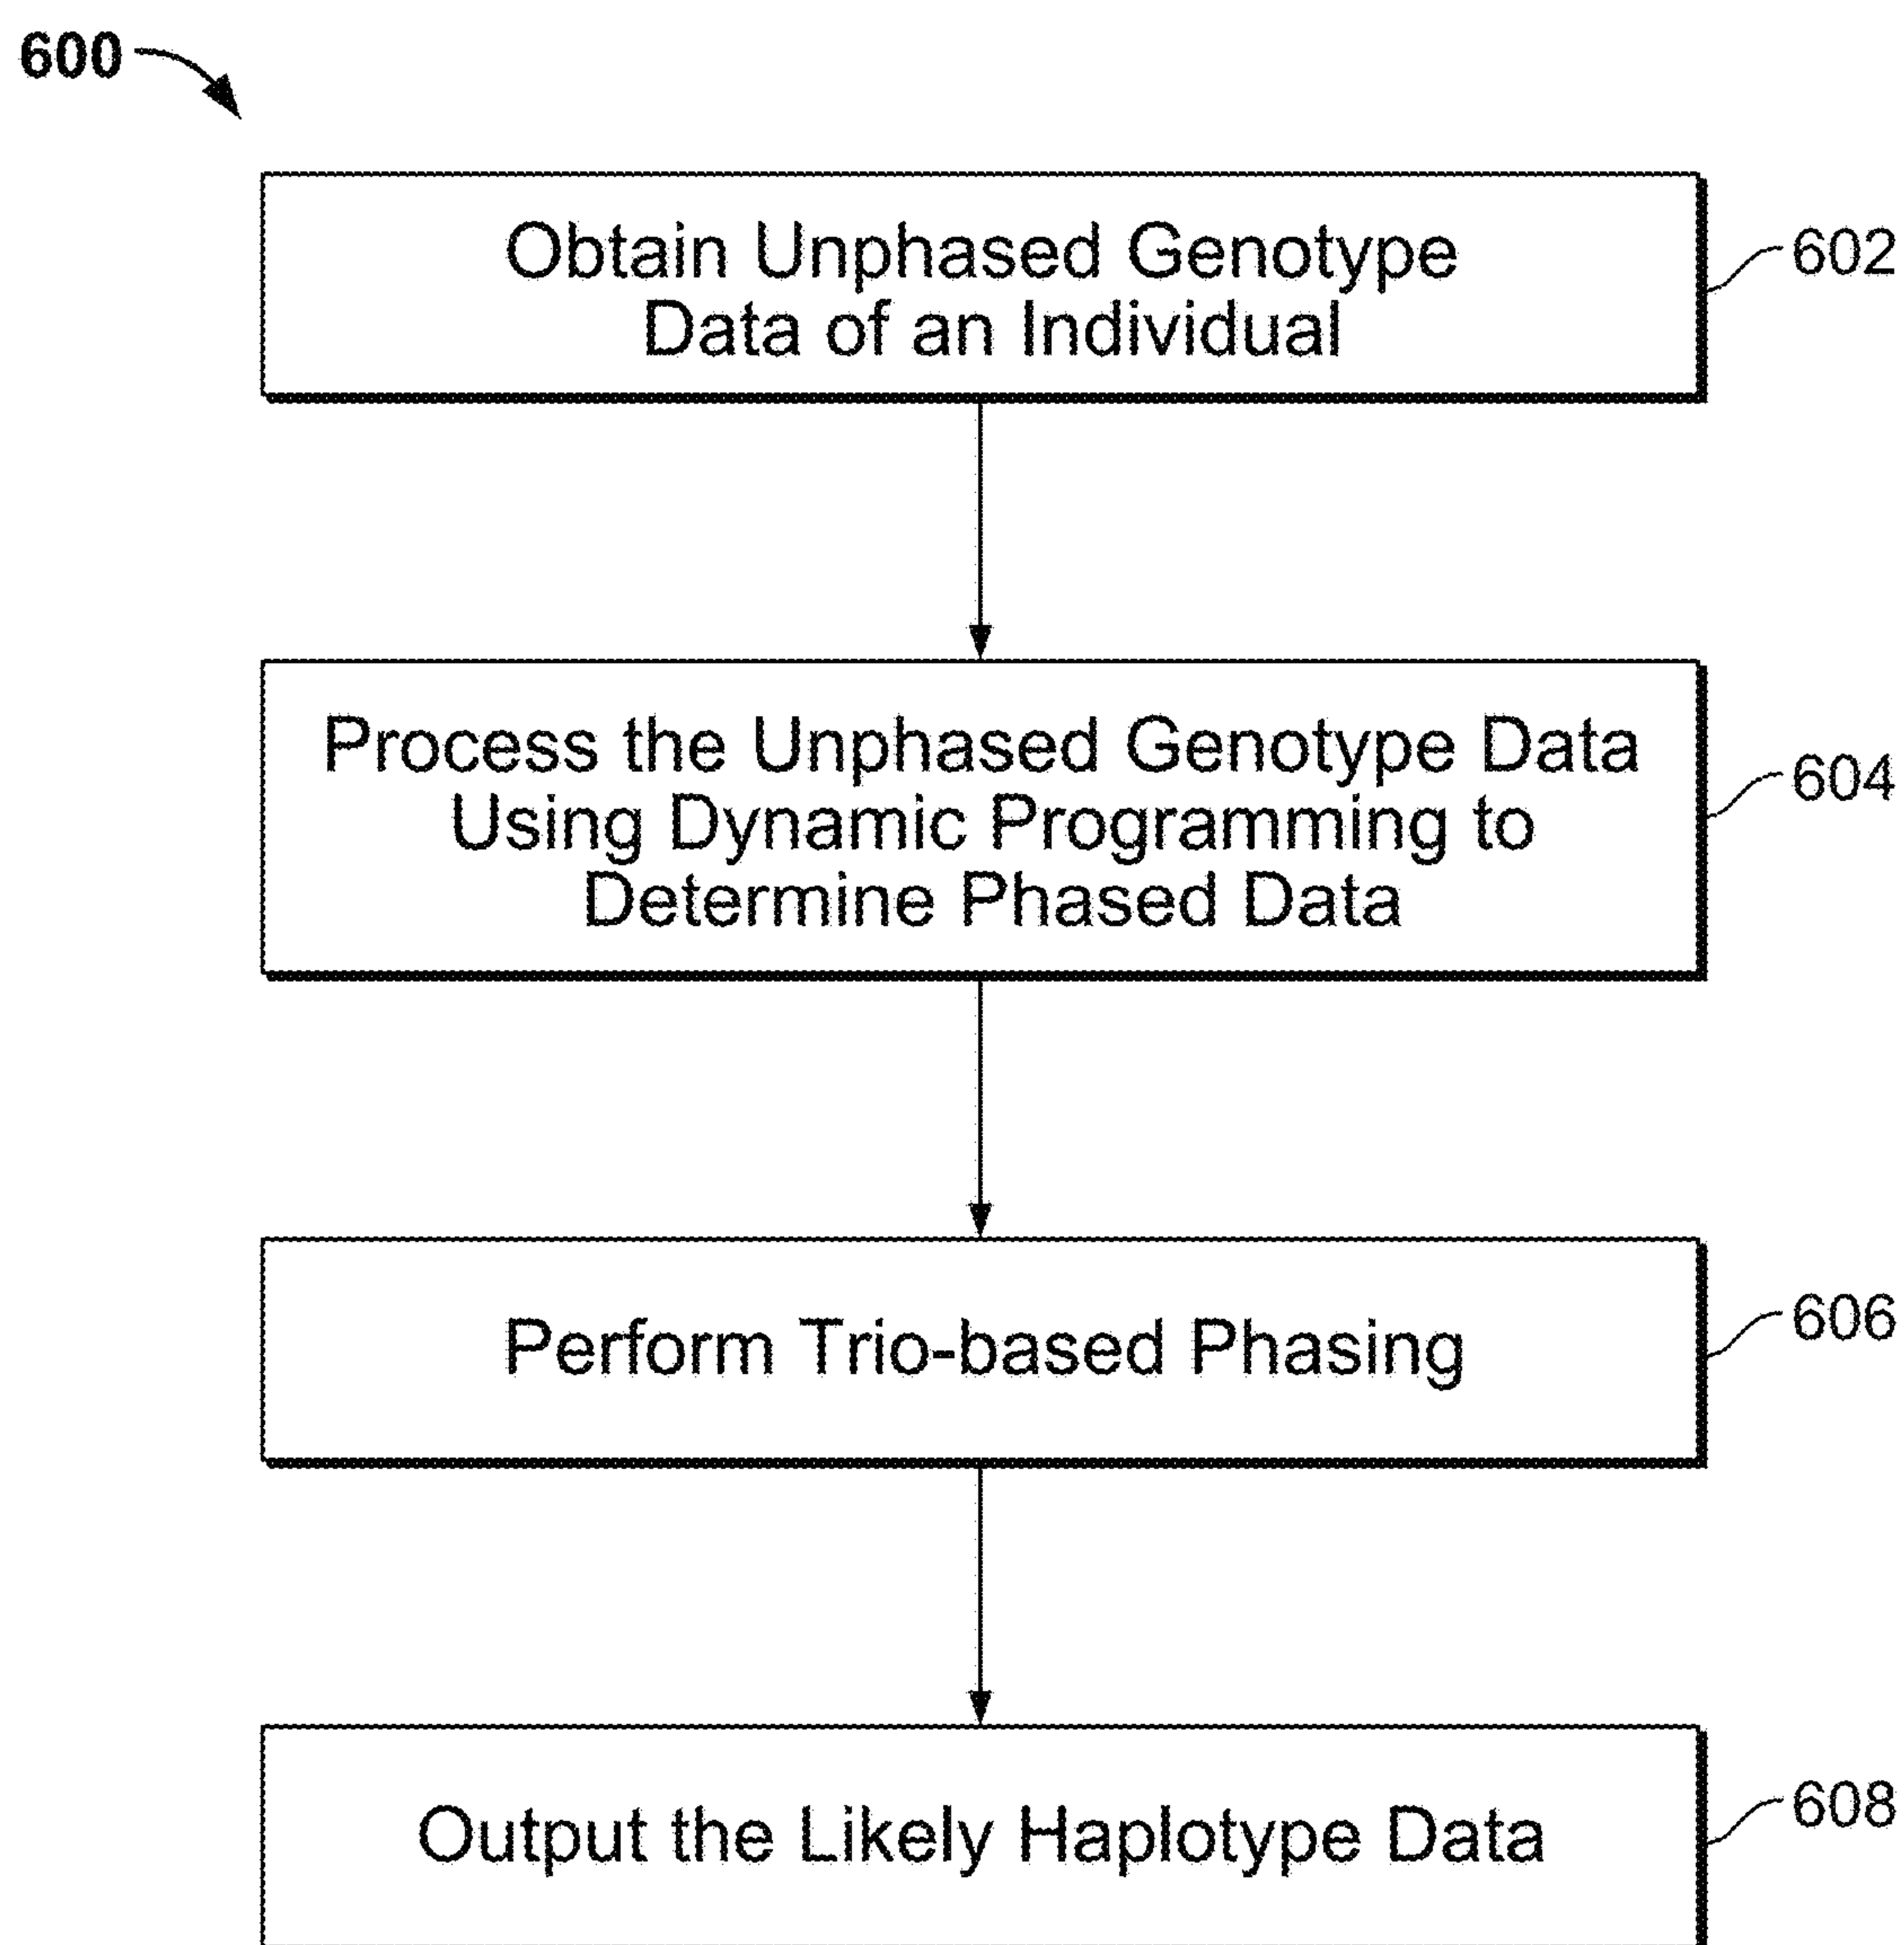 600
Obtain Unphased Genotype
Data of an Individual
602
Process the Unphased Genotype Data
Using Dynamic Programming to
Determine Phased Data
604
Perform Trio-based Phasing
606
Output the Likely Haplotype Data
608